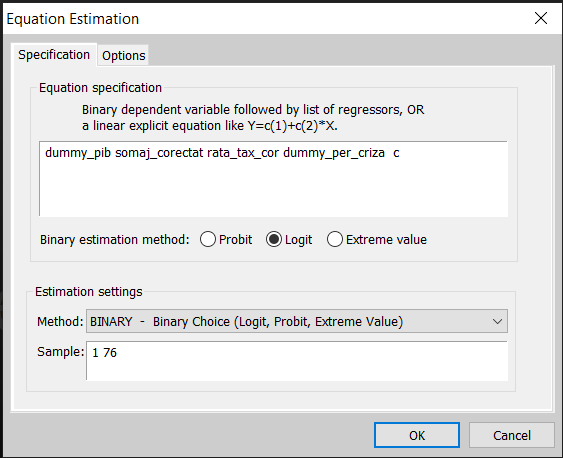 Equation Estimation
Specification Options
Equation specification
Binary dependent variable followed by list of regressors, OR
a linear explicit equation like Y=c(1)+c(2)*X.
dummy_pib somaj_corectat rata_tax_cor dummy_per_criza  c
Binary estimation method: Probit Logit Extreme value
Estimation settings
Method: BINARY  -  Binary Choice (Logit, Probit, Extreme Value)
Sample: 1 76
OK Cancel